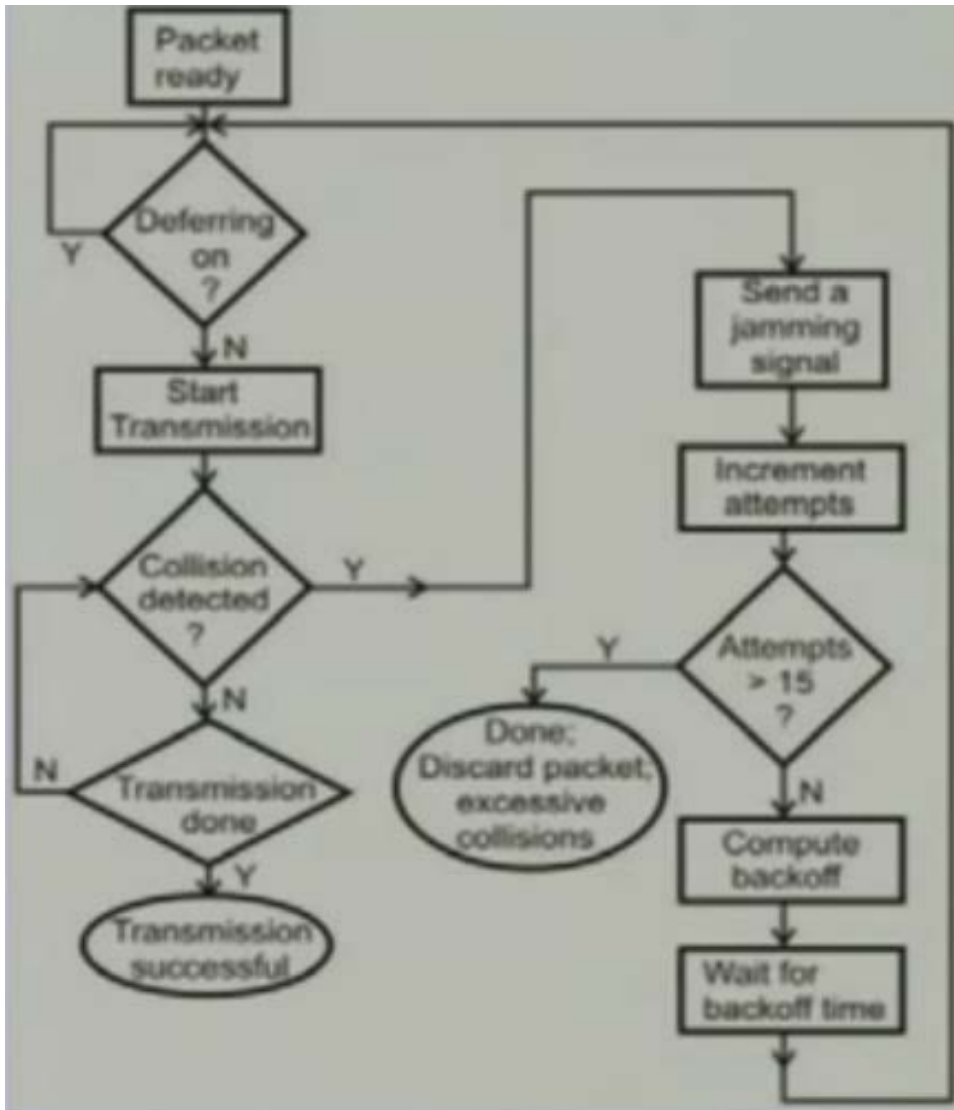 Packet
ready
Deferring
on
?
Y
N
Start
Transmission
Collision
detected
?
Y
N
Transmission
done
N
Y
Transmission
successful
Send a
jamming
signal
Increment
attempts
Attempts
> 15
?
Y
Done;
Discard packet;
excessive
collisions
N
Compute
backoff
Wait for
backoff time